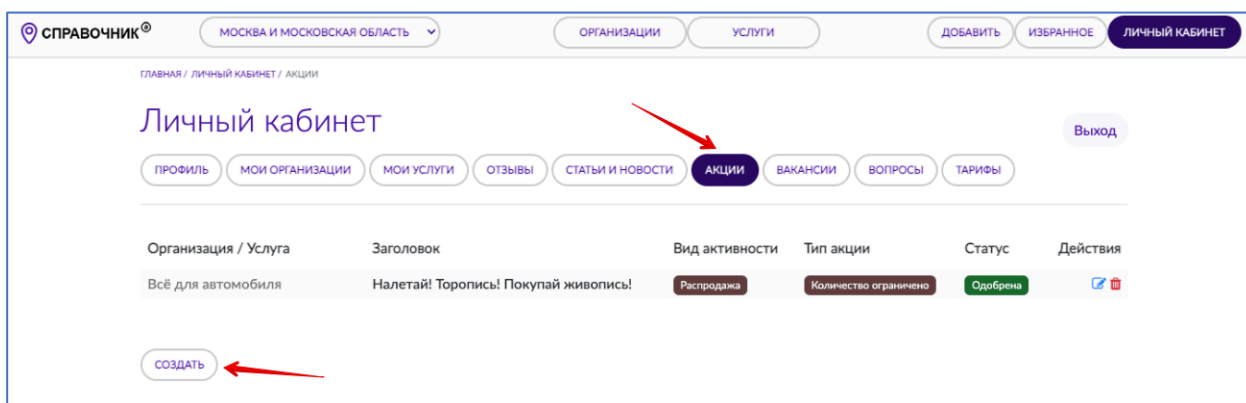 СПРАВОЧНИК® МОСКВА И МОСКОВСКАЯ ОБЛАСТЬ ОРГАНИЗАЦИИ УСЛУГИ ДОБАВИТЬ ИЗБРАННОЕ ЛИЧНЫЙ КАБИНЕТ
ГЛАВНАЯ / ЛИЧНЫЙ КАБИНЕТ / АКЦИИ
Личный кабинет Выход
ПРОФИЛЬ МОИ ОРГАНИЗАЦИИ МОИ УСЛУГИ ОТЗЫВЫ СТАТЬИ И НОВОСТИ АКЦИИ ВАКАНСИИ ВОПРОСЫ ТАРИФЫ
Организация / Услуга Заголовок Вид активности Тип акции Статус Действия
Всё для автомобиля Налетай! Торопись! Покупай живопись! Распродажа Количество ограничено Одобрена
СОЗДАТЬ